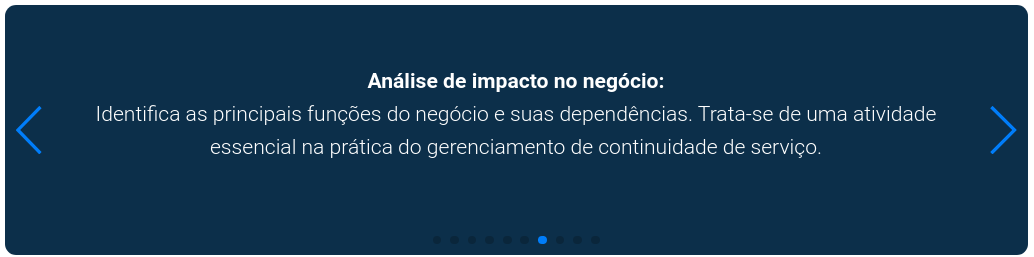 Análise de impacto no negócio:
Identifica as principais funções do negócio e suas dependências. Trata-se de uma atividade
essencial na prática do gerenciamento de continuidade de serviço.